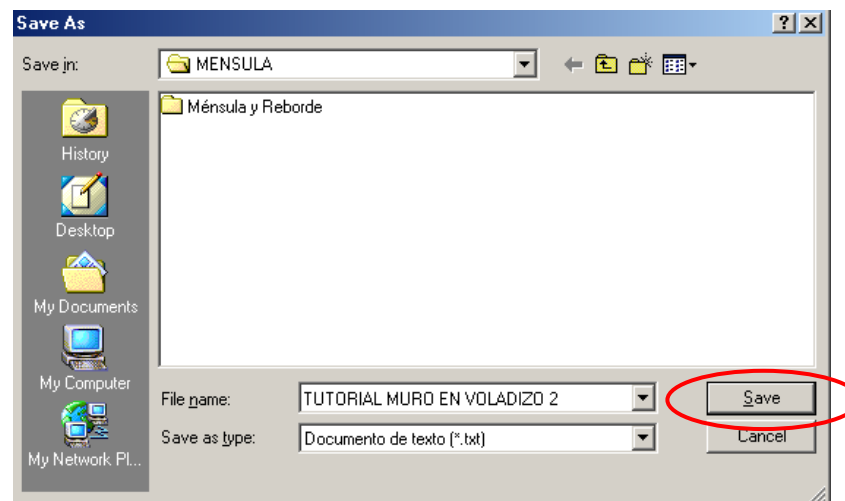 Save As
Save in:
MENSULA
Ménsula y Reborde
History
Desktop
My Documents
My Computer
My Network Pl...
File name:
TUTORIAL MURO EN VOLADIZO 2
Save
Save as type:
Documento de texto (*.txt)
Cancel